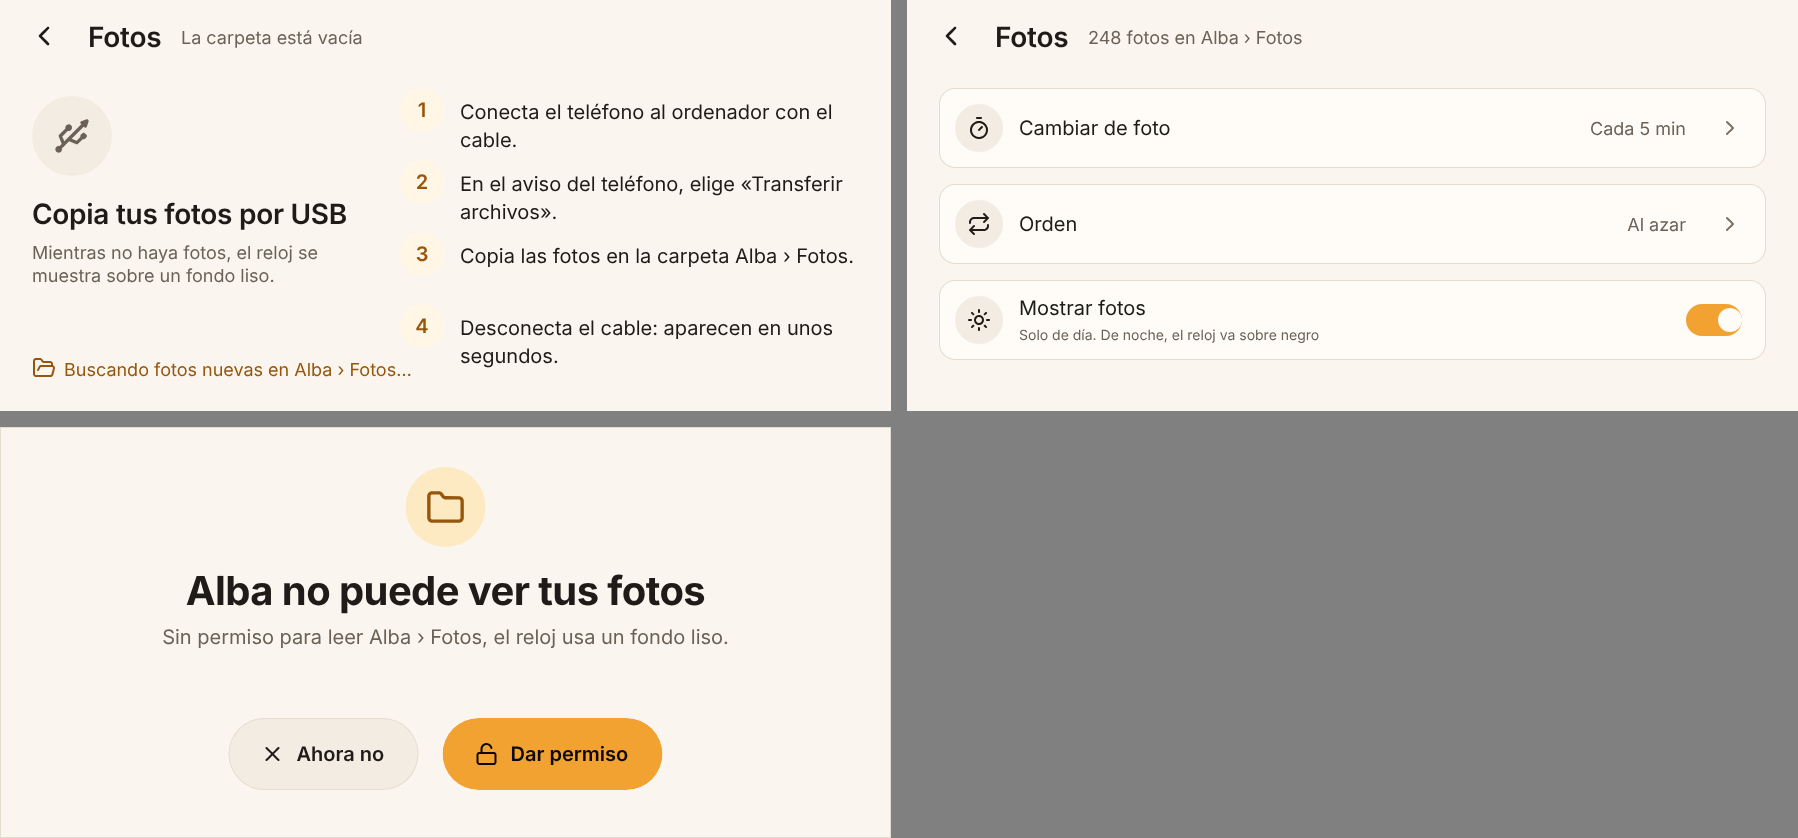 Fotos La carpeta está vacía
Copia tus fotos por USB
Mientras no haya fotos, el reloj se
muestra sobre un fondo liso.
Buscando fotos nuevas en Alba › Fotos...
1 Conecta el teléfono al ordenador con el
cable.
2 En el aviso del teléfono, elige «Transferir
archivos».
3 Copia las fotos en la carpeta Alba › Fotos.
4 Desconecta el cable: aparecen en unos
segundos.
Fotos 248 fotos en Alba › Fotos
Cambiar de foto Cada 5 min
Orden Al azar
Mostrar fotos
Solo de día. De noche, el reloj va sobre negro
Alba no puede ver tus fotos
Sin permiso para leer Alba › Fotos, el reloj usa un fondo liso.
Ahora no Dar permiso